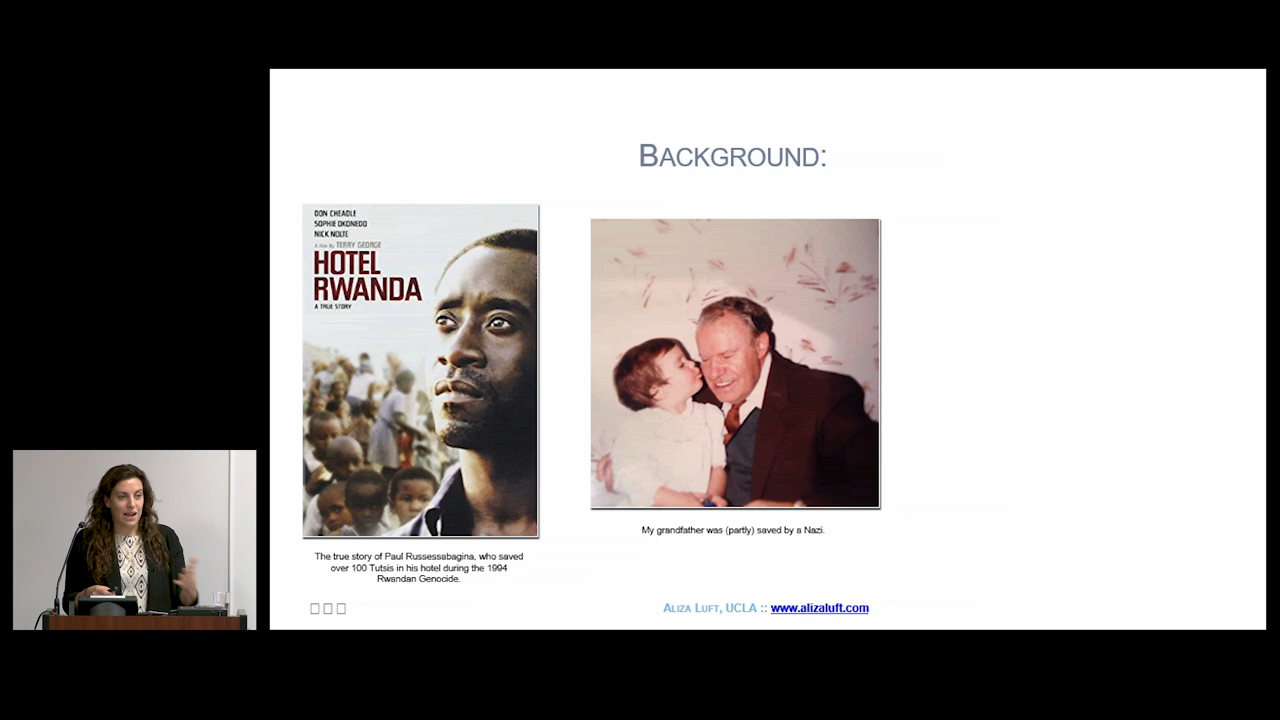 BACKGROUND:
DON CHEADLE
SOPHIE OKONEDO
NICK NOLTE
A Film By TERRY GEORGE
HOTEL
RWANDA
A TRUE STORY
The true story of Paul Russessabagina, who saved
over 100 Tutsis in his hotel during the 1994
Rwandan Genocide.
My grandfather was (partly) saved by a Nazi.
ALIZA LUFT, UCLA :: www.alizaluft.com